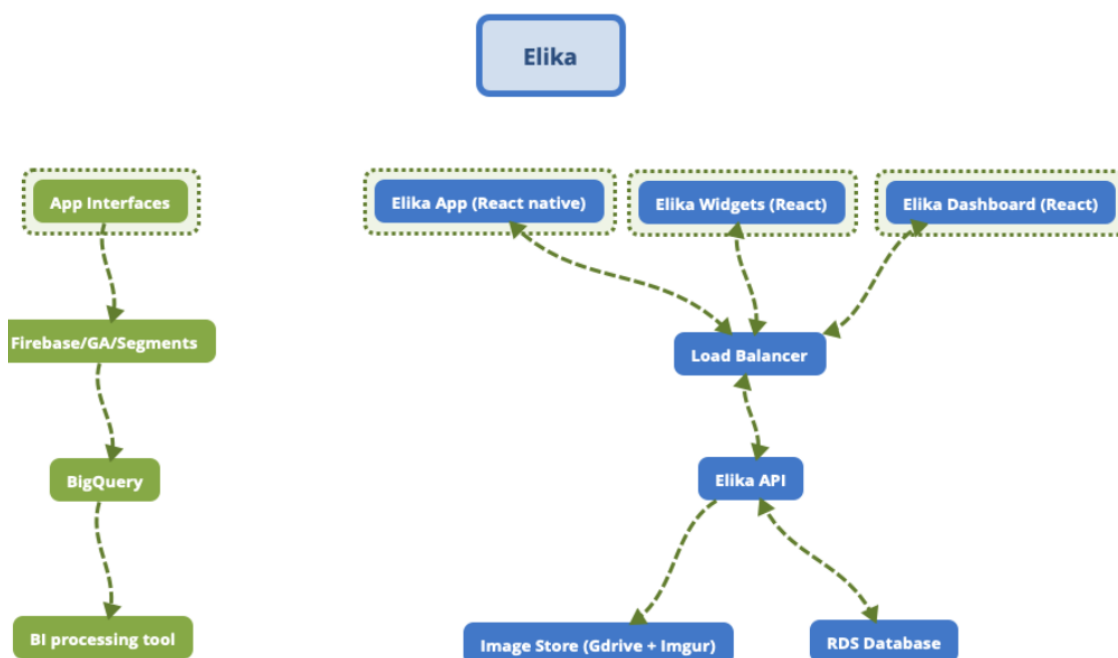 Elika
App Interfaces
Elika App (React native)
Elika Widgets (React)
Elika Dashboard (React)
Firebase/GA/Segments
Load Balancer
BigQuery
Elika API
BI processing tool
Image Store (Gdrive + Imgur)
RDS Database